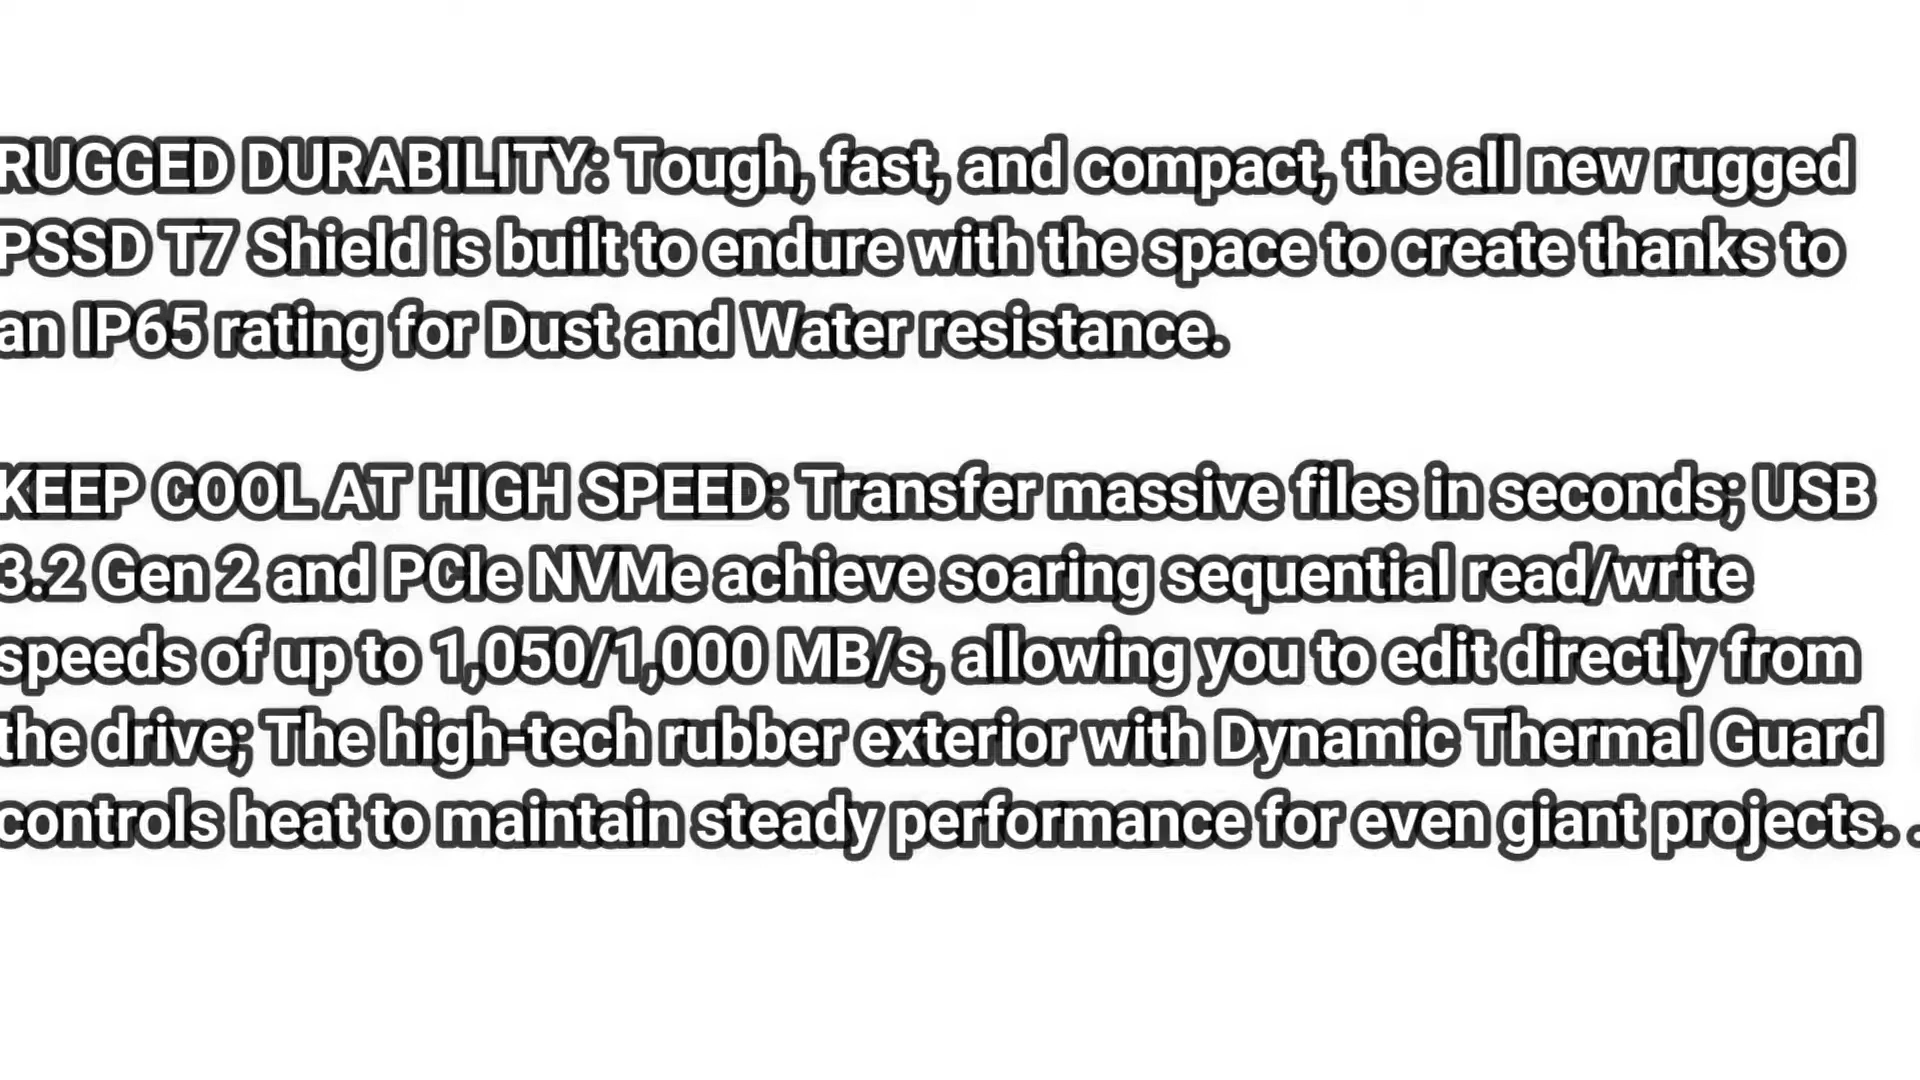 RUGGED DURABILITY: Tough, fast, and compact, the all new rugged
PSSD T7 Shield is built to endure with the space to create thanks to
an IP65 rating for Dust and Water resistance.
KEEP COOL AT HIGH SPEED: Transfer massive files in seconds; USB
3.2 Gen 2 and PCIe NVMe achieve soaring sequential read/write
speeds of up to 1,050/1,000 MB/s, allowing you to edit directly from
the drive; The high-tech rubber exterior with Dynamic Thermal Guard
controls heat to maintain steady performance for even giant projects. .